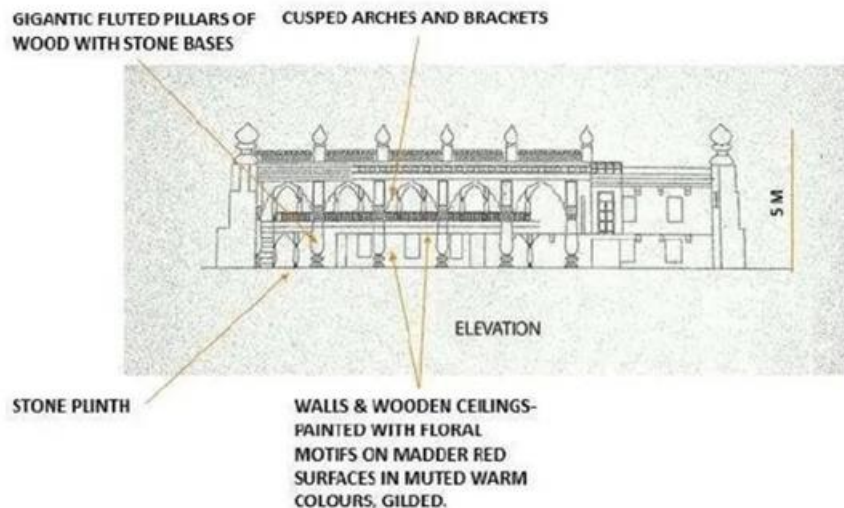 GIGANTIC FLUTED PILLARS OF
WOOD WITH STONE BASES
CUSPED ARCHES AND BRACKETS
5 M
ELEVATION
STONE PLINTH
WALLS & WOODEN CEILINGS-
PAINTED WITH FLORAL
MOTIFS ON MADDER RED
SURFACES IN MUTED WARM
COLOURS, GILDED.